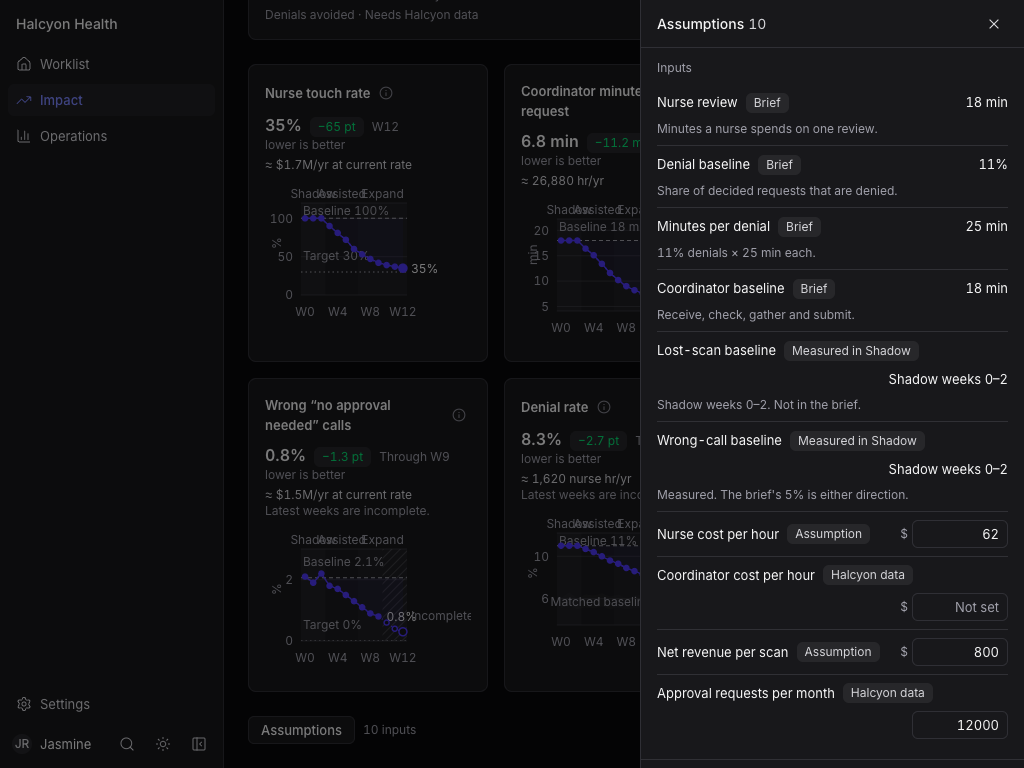 Halcyon Health
Worklist
Impact
Operations
Settings
JR Jasmine
Denials avoided · Needs Halcyon data
Nurse touch rate
35% −65 pt W12
lower is better
≈ $1.7M/yr at current rate
Shadow Assisted Expand
Baseline 100%
100
%
50
Target 30%
35%
0
W0 W4 W8 W12
Coordinator minute
request
6.8 min −11.2 m
lower is better
≈ 26,880 hr/yr
Shadow Assisted Expa
20
Baseline 18 m
min
15
10
5
W0 W4 W8
Wrong “no approval
needed” calls
0.8% −1.3 pt Through W9
lower is better
≈ $1.5M/yr at current rate
Latest weeks are incomplete.
Shadow Assisted Expand
Baseline 2.1%
2
%
Target 0%
0.8%
Incomplete
0
W0 W4 W8 W12
Denial rate
8.3% −2.7 pt T
lower is better
≈ 1,620 nurse hr/yr
Latest weeks are inco
Shadow Assisted Expa
Baseline 11%
10
%
6
Matched baselin
W0 W4 W8
Assumptions 10 inputs
Assumptions 10
Inputs
Nurse review Brief 18 min
Minutes a nurse spends on one review.
Denial baseline Brief 11%
Share of decided requests that are denied.
Minutes per denial Brief 25 min
11% denials × 25 min each.
Coordinator baseline Brief 18 min
Receive, check, gather and submit.
Lost-scan baseline Measured in Shadow
Shadow weeks 0–2
Shadow weeks 0–2. Not in the brief.
Wrong-call baseline Measured in Shadow
Shadow weeks 0–2
Measured. The brief's 5% is either direction.
Nurse cost per hour Assumption $ 62
Coordinator cost per hour Halcyon data
$ Not set
Net revenue per scan Assumption $ 800
Approval requests per month Halcyon data
12000